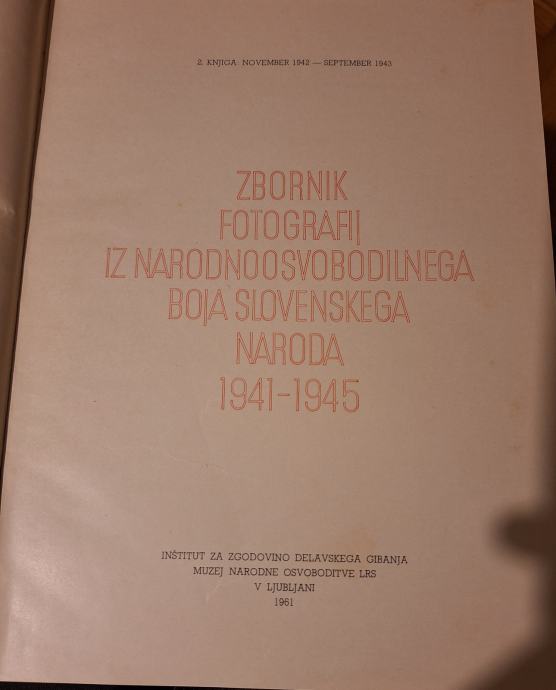 2. KNJIGA: NOVEMBER 1942 — SEPTEMBER 1943
ZBORNIK
FOTOGRAFIJ
IZ NARODNOOSVOBODILNEGA
BOJA SLOVENSKEGA
NARODA
1941-1945
INŠTITUT ZA ZGODOVINO DELAVSKEGA GIBANJA
MUZEJ NARODNE OSVOBODITVE LRS
V LJUBLJANI
1961